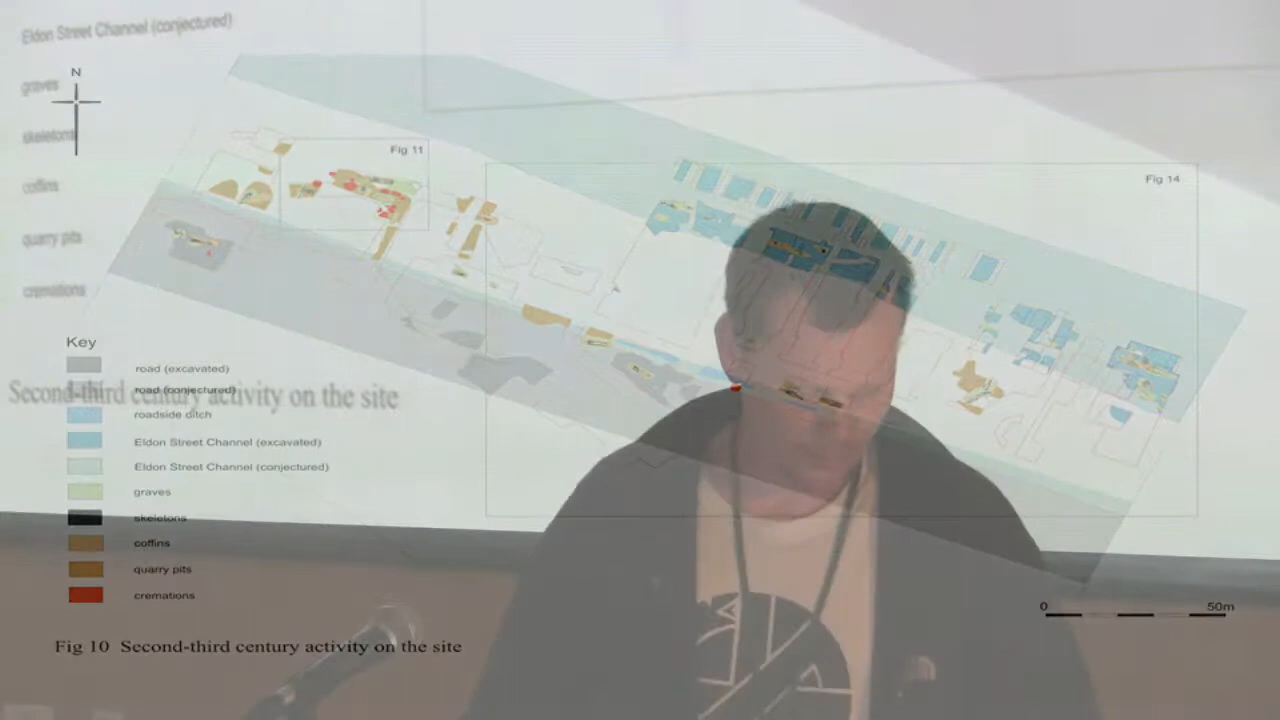 Eldon Street Channel (conjectured)
graves
skeletons
coffins
quarry pits
cremations
Second-third century activity on the site
N
Fig 11
Fig 14
Key
road (excavated)
road (conjectured)
roadside ditch
Eldon Street Channel (excavated)
Eldon Street Channel (conjectured)
graves
skeletons
coffins
quarry pits
cremations
0 50m
Fig 10 Second-third century activity on the site